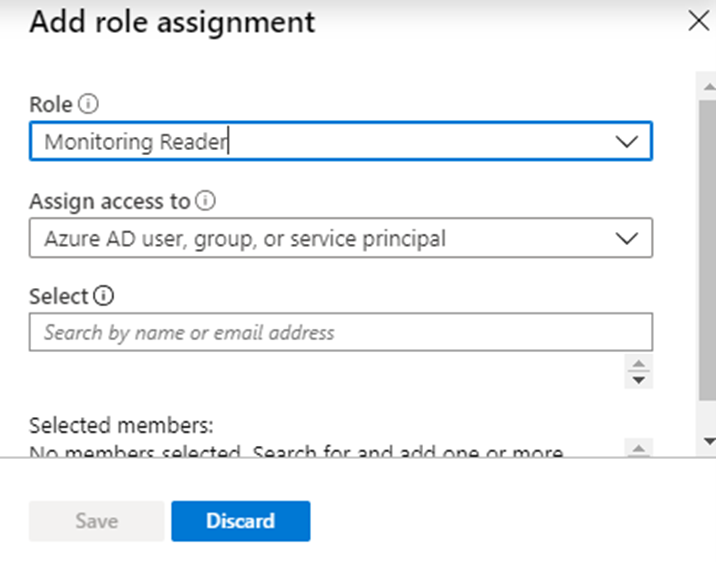 Add role assignment
Role
Monitoring Reader
Assign access to
Azure AD user, group, or service principal
Select
Search by name or email address
Selected members:
No members selected. Search for and add one or more
Save
Discard